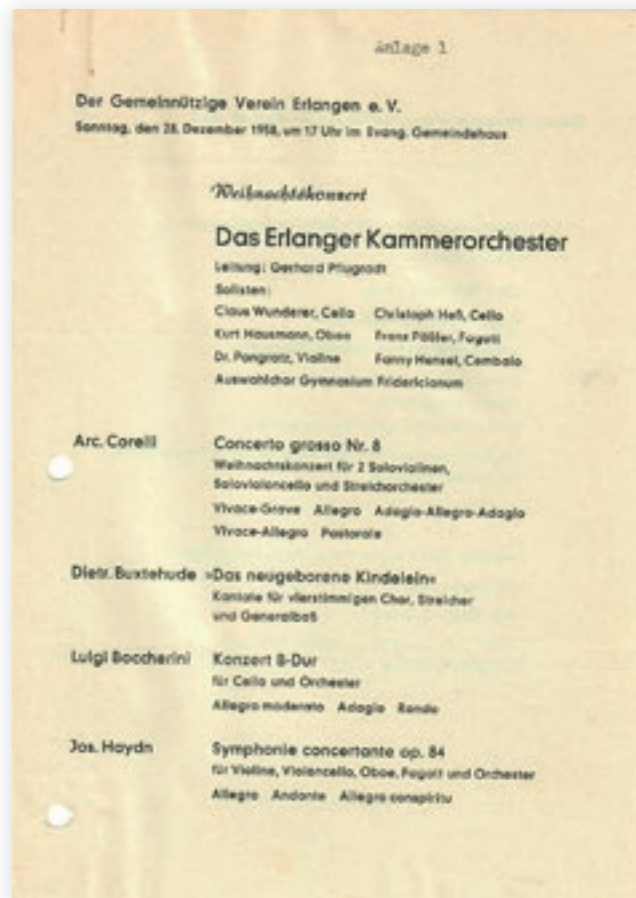 Anlage 1
Der Gemeinnützige Verein Erlangen e. V.
Sonntag, den 28. Dezember 1958, um 17 Uhr im Evang. Gemeindehaus
Weihnachtskonzert
Das Erlanger Kammerorchester
Leitung: Gerhard Pflugradt
Solisten:
Claus Wunderer, Cello Christoph Heß, Cello
Kurt Hausmann, Oboe Franz Päßler, Fagott
Dr. Pongratz, Violine Fanny Hensel, Cembalo
Auswahlchor Gymnasium Fridericianum
Arc. Corelli Concerto grosso Nr. 8
Weihnachtskonzert für 2 Soloviolinen,
Solovioloncello und Streichorchester
Vivace-Grave Allegro Adagio-Allegro-Adagio
Vivace-Allegro Pastorale
Dietr. Buxtehude »Das neugeborene Kindelein«
Kantate für vierstimmigen Chor, Streicher
und Generalbaß
Luigi Boccherini Konzert B-Dur
für Cello und Orchester
Allegro moderato Adagio Rondo
Jos. Haydn Symphonie concertante op. 84
für Violine, Violoncello, Oboe, Fagott und Orchester
Allegro Andante Allegro conspiritu